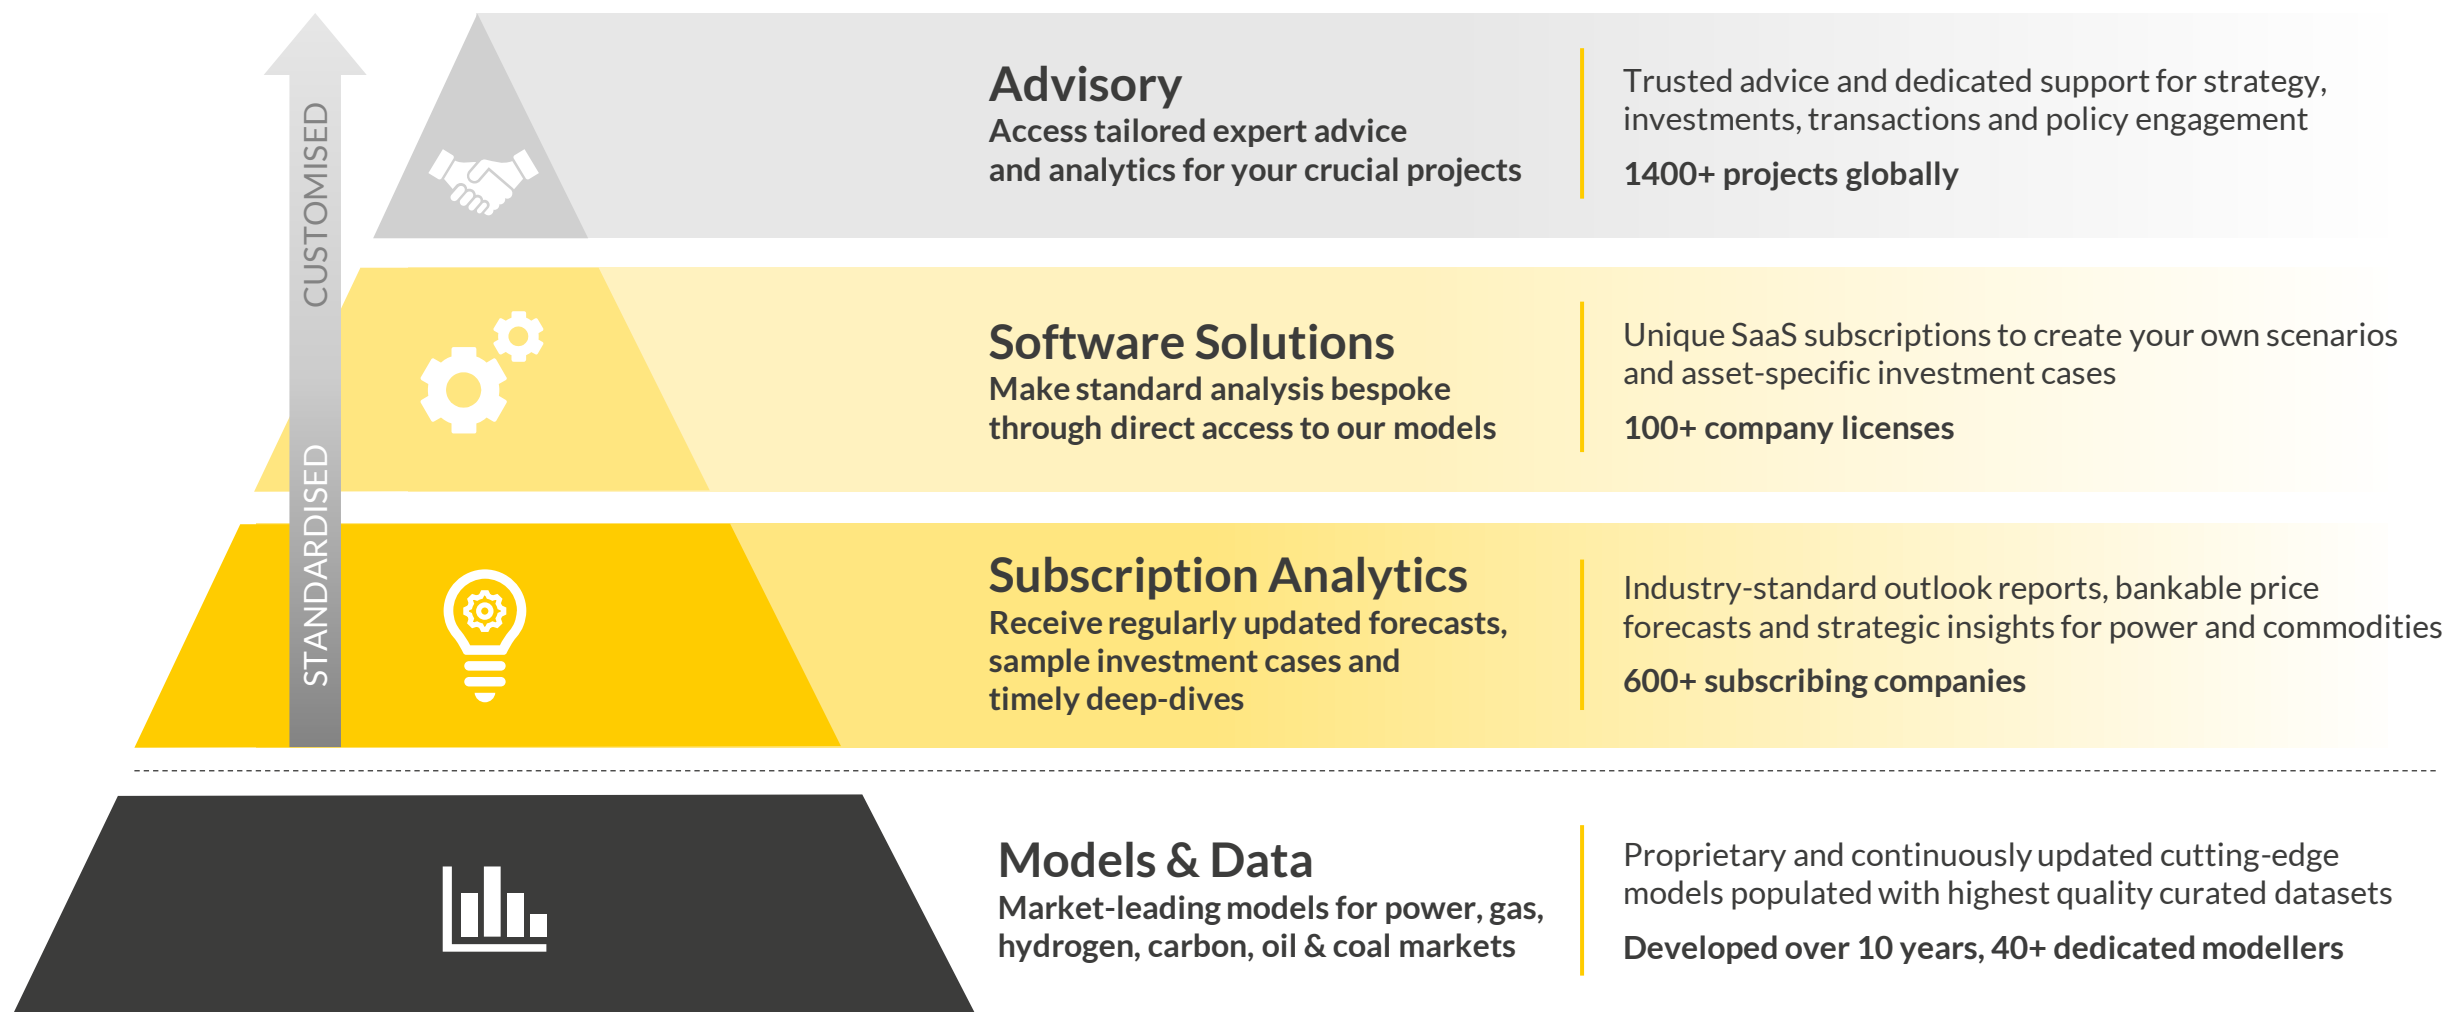 CUSTOMISED
STANDARDISED
Advisory
Access tailored expert advice
and analytics for your crucial projects
Trusted advice and dedicated support for strategy,
investments, transactions and policy engagement
1400+ projects globally
Software Solutions
Make standard analysis bespoke
through direct access to our models
Unique SaaS subscriptions to create your own scenarios
and asset-specific investment cases
100+ company licenses
Subscription Analytics
Receive regularly updated forecasts,
sample investment cases and
timely deep-dives
Industry-standard outlook reports, bankable price
forecasts and strategic insights for power and commodities
600+ subscribing companies
Models & Data
Market-leading models for power, gas,
hydrogen, carbon, oil & coal markets
Proprietary and continuously updated cutting-edge
models populated with highest quality curated datasets
Developed over 10 years, 40+ dedicated modellers